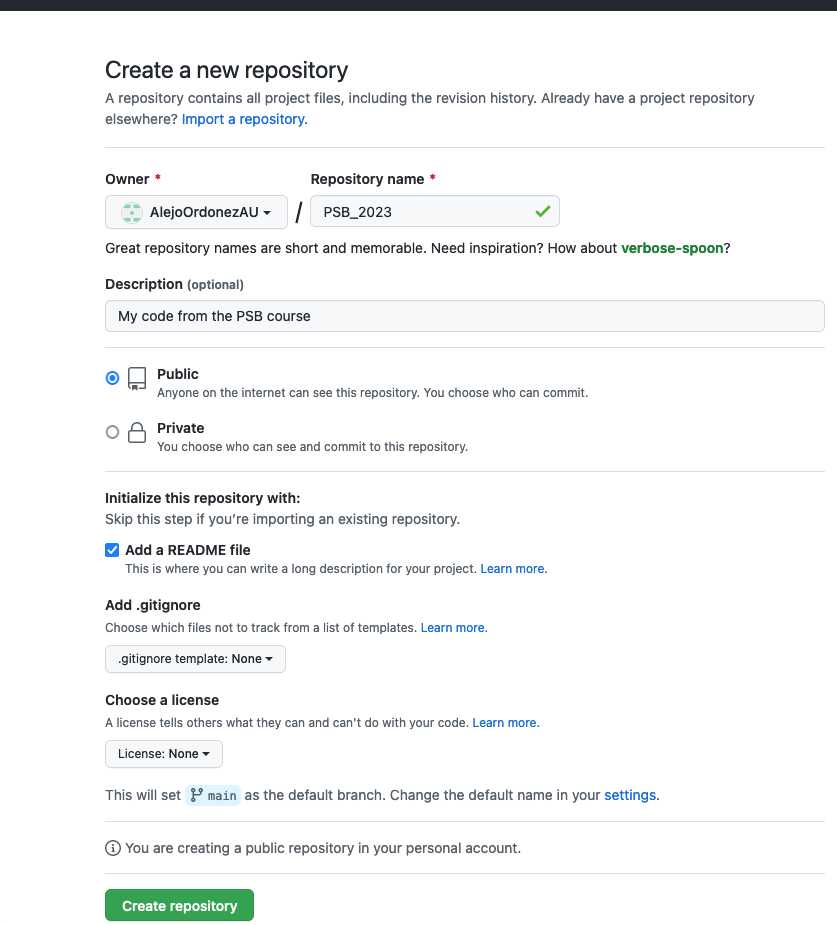 Create a new repository
A repository contains all project files, including the revision history. Already have a project repository
elsewhere? Import a repository.
Owner * Repository name *
AlejoOrdonezAU / PSB_2023
Great repository names are short and memorable. Need inspiration? How about verbose-spoon?
Description (optional)
My code from the PSB course
Public
Anyone on the internet can see this repository. You choose who can commit.
Private
You choose who can see and commit to this repository.
Initialize this repository with:
Skip this step if you’re importing an existing repository.
Add a README file
This is where you can write a long description for your project. Learn more.
Add .gitignore
Choose which files not to track from a list of templates. Learn more.
.gitignore template: None
Choose a license
A license tells others what they can and can't do with your code. Learn more.
License: None
This will set main as the default branch. Change the default name in your settings.
You are creating a public repository in your personal account.
Create repository